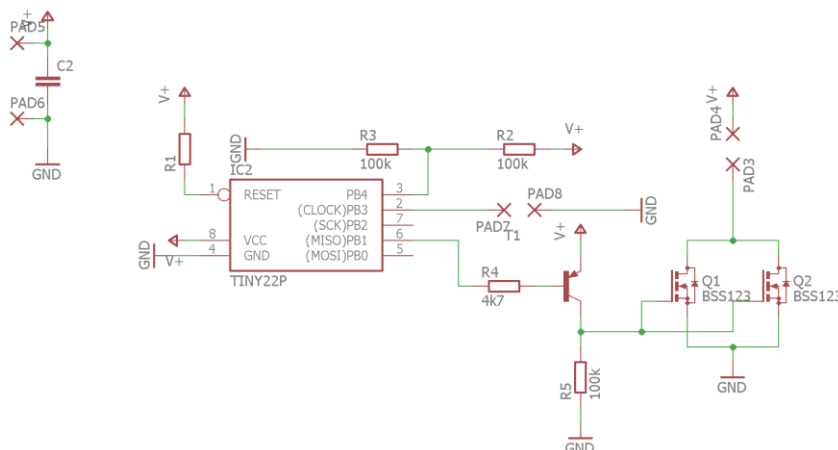 V+
PAD5
C2
PAD6
GND
V+
R1
GND
R3
100k
R2
100k
V+
IC2
1
RESET
PB4
3
(CLOCK)PB3
2
(SCK)PB2
7
8
VCC
(MISO)PB1
6
4
GND
(MOSI)PB0
5
GND
V+
TINY22P
PAD7
PAD8
T1
GND
V+
R4
4k7
R5
100k
GND
V+
PAD4
PAD3
Q1
BSS123
Q2
BSS123
GND